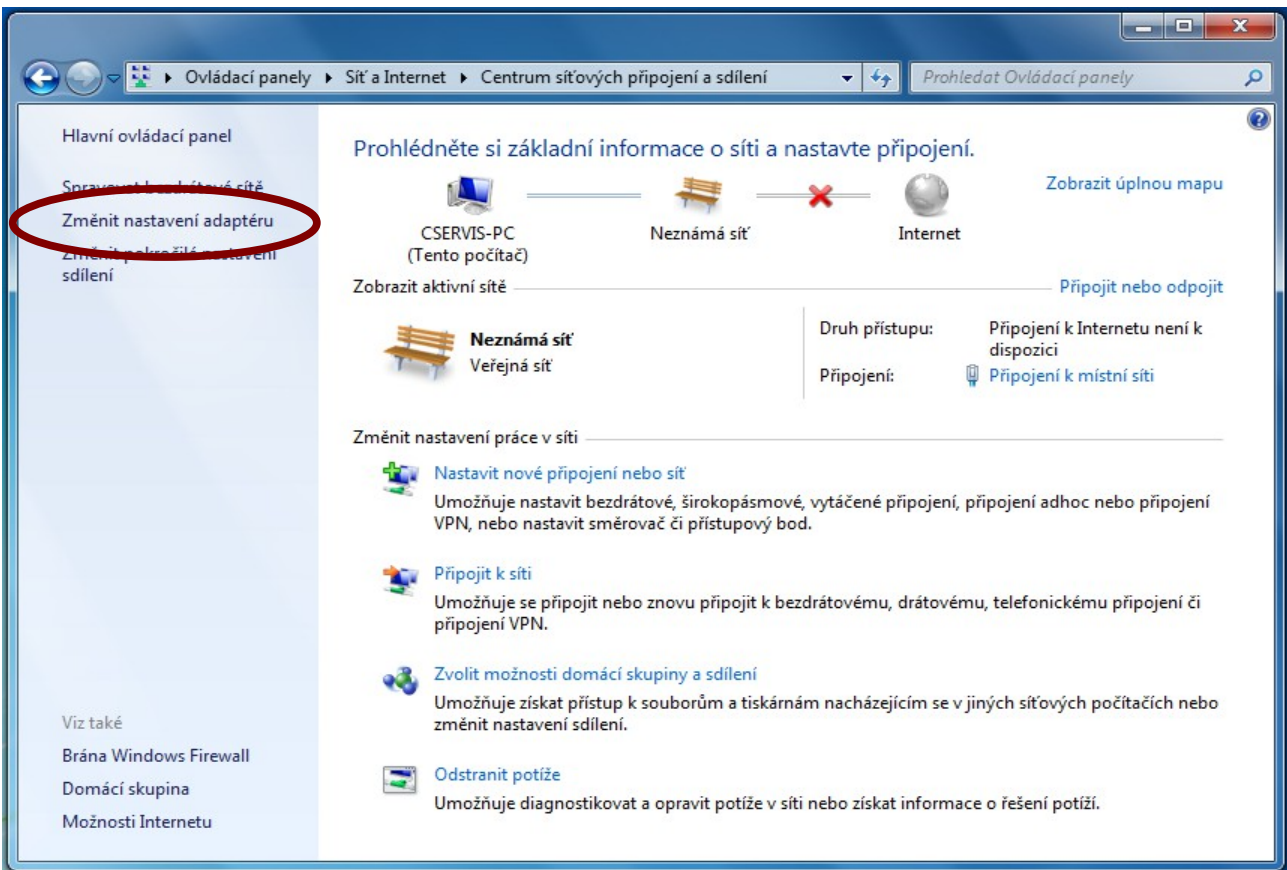 Ovládací panely ▸ Síť a Internet ▸ Centrum síťových připojení a sdílení
Prohledat Ovládací panely
Hlavní ovládací panel
Spravovat bezdrátové sítě
Změnit nastavení adaptéru
Změnit pokročilé nastavení
sdílení
Viz také
Brána Windows Firewall
Domácí skupina
Možnosti Internetu
Prohlédněte si základní informace o síti a nastavte připojení.
Zobrazit úplnou mapu
CSERVIS-PC
(Tento počítač)
Neznámá síť
Internet
Zobrazit aktivní sítě
Připojit nebo odpojit
Neznámá síť
Veřejná síť
Druh přístupu: Připojení k Internetu není k
dispozici
Připojení: Připojení k místní síti
Změnit nastavení práce v síti
Nastavit nové připojení nebo síť
Umožňuje nastavit bezdrátové, širokopásmové, vytáčené připojení, připojení adhoc nebo připojení
VPN, nebo nastavit směrovač či přístupový bod.
Připojit k síti
Umožňuje se připojit nebo znovu připojit k bezdrátovému, drátovému, telefonickému připojení či
připojení VPN.
Zvolit možnosti domácí skupiny a sdílení
Umožňuje získat přístup k souborům a tiskárnám nacházejícím se v jiných síťových počítačích nebo
změnit nastavení sdílení.
Odstranit potíže
Umožňuje diagnostikovat a opravit potíže v síti nebo získat informace o řešení potíží.